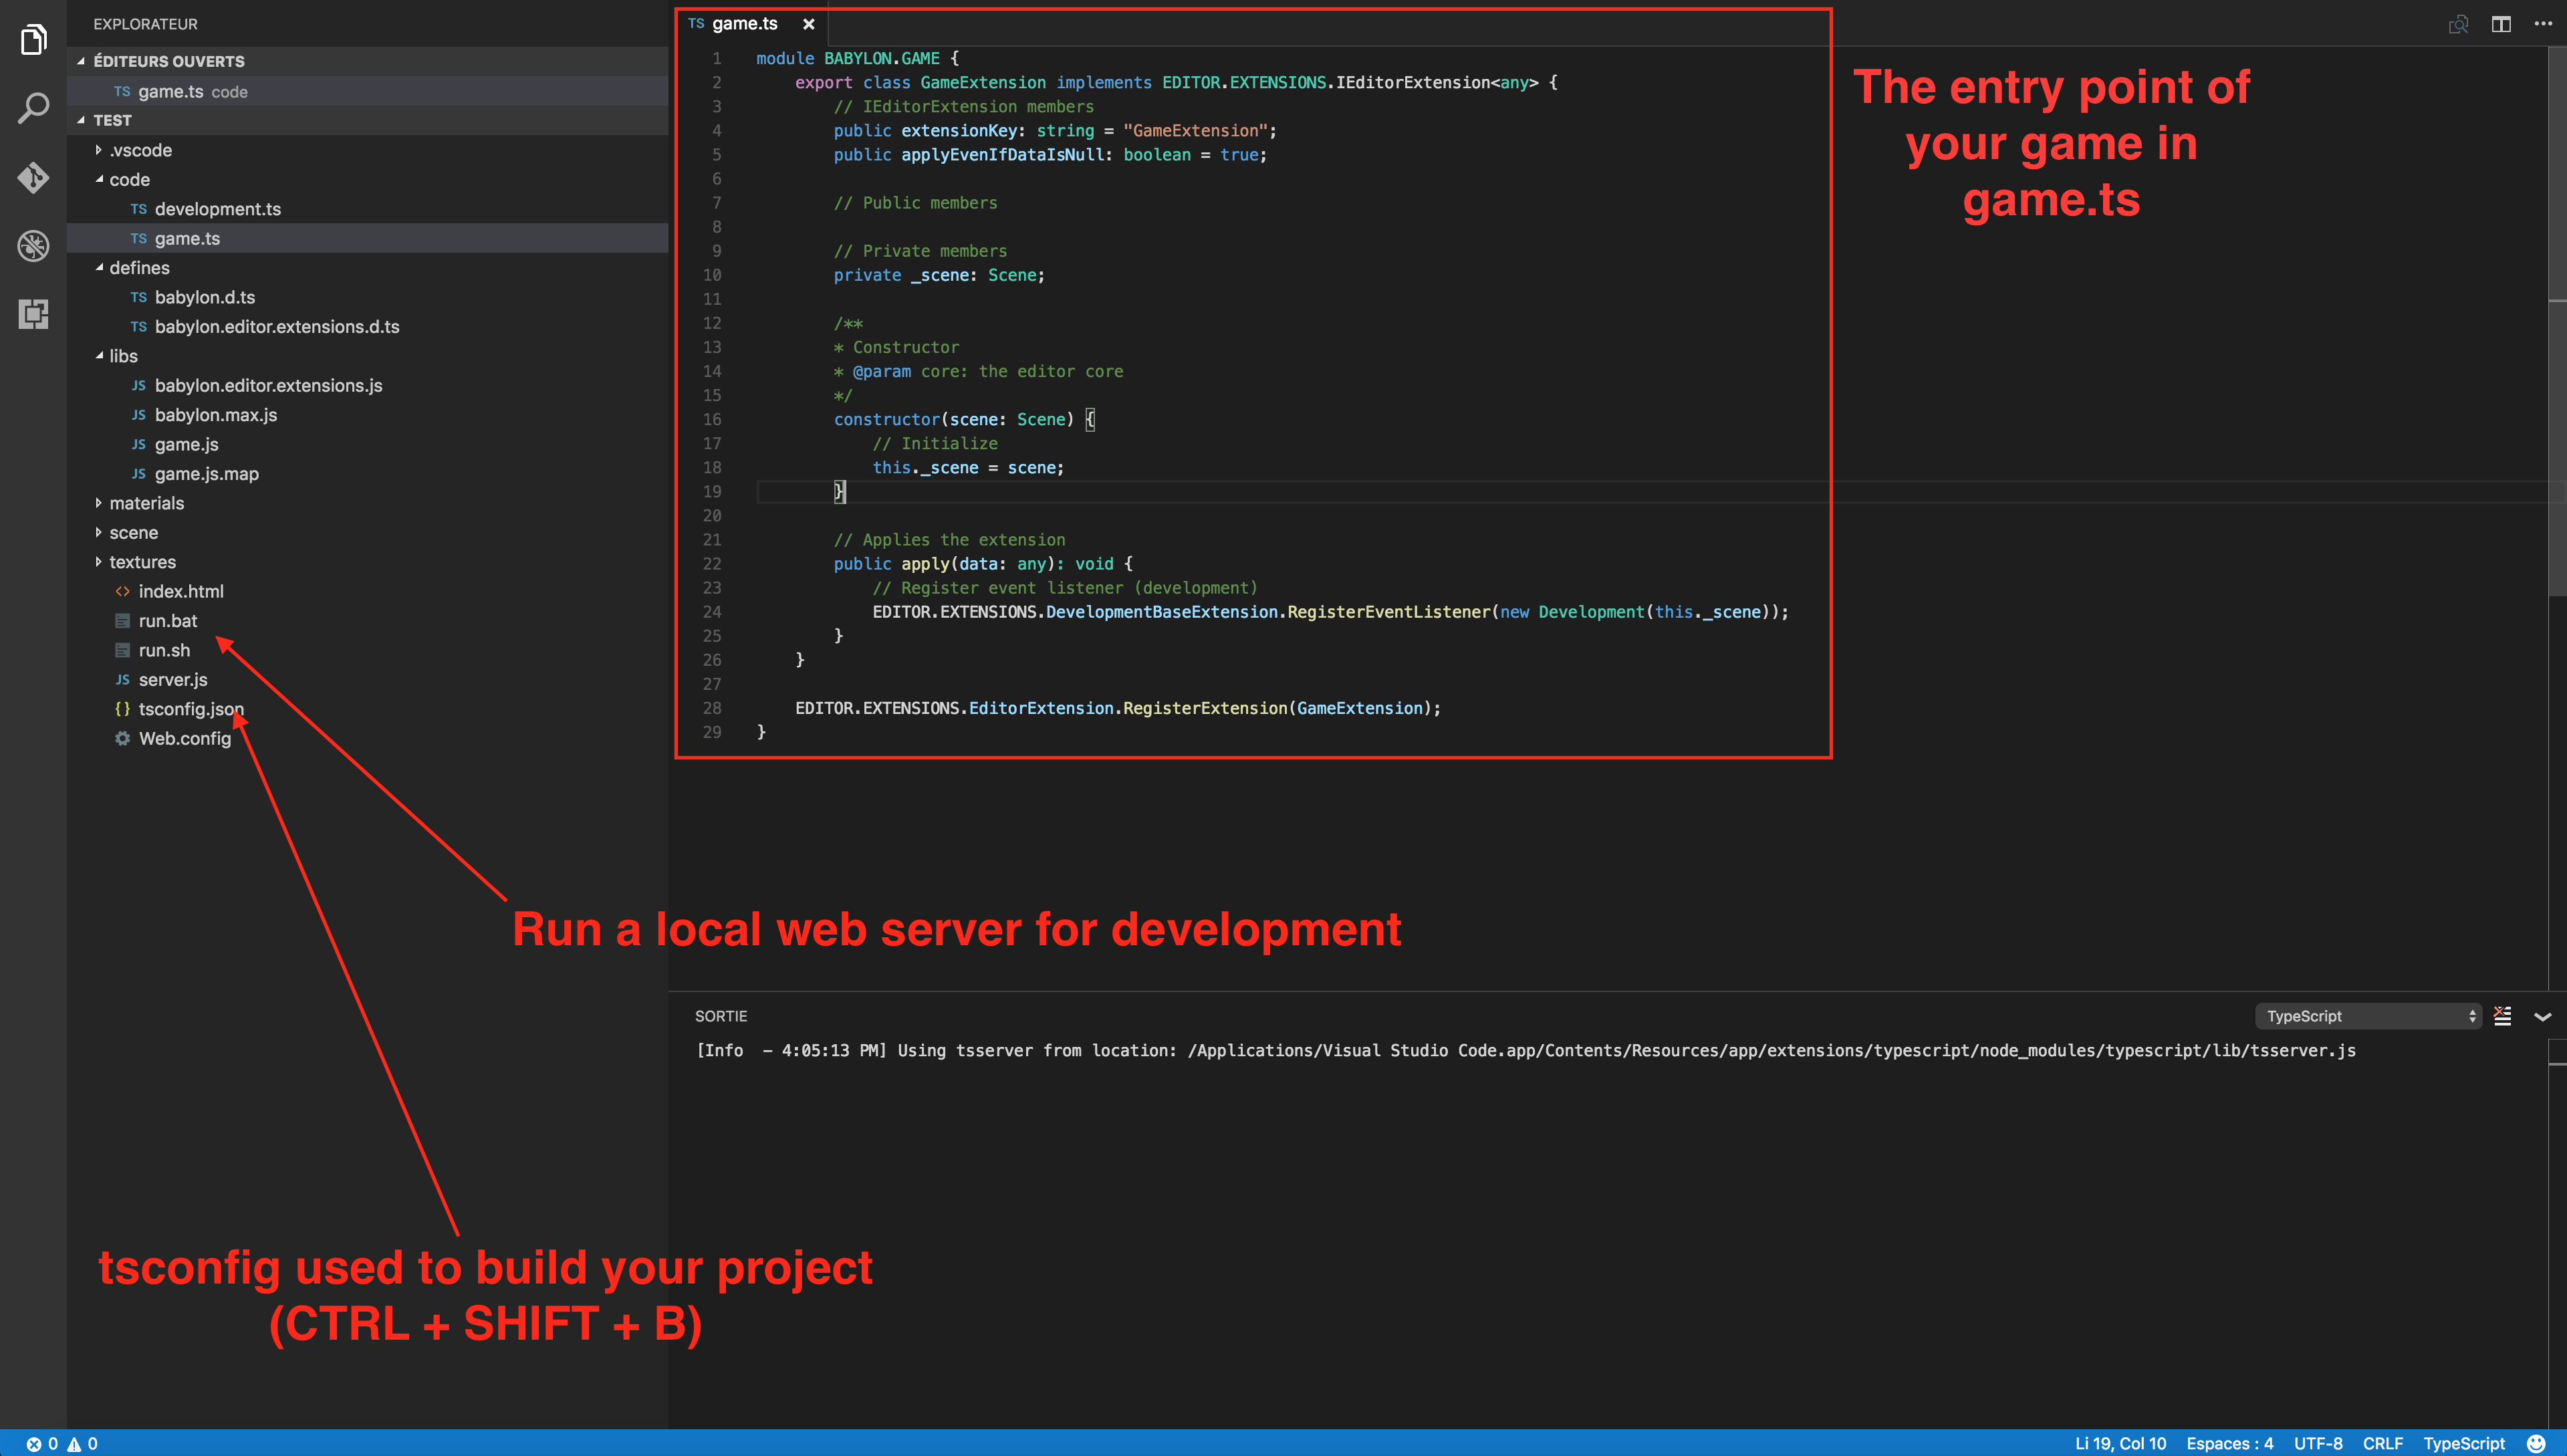 EXPLORATEUR
ÉDITEURS OUVERTS
TS game.ts code
TEST
.vscode
code
TS development.ts
TS game.ts
defines
TS babylon.d.ts
TS babylon.editor.extensions.d.ts
libs
JS babylon.editor.extensions.js
JS babylon.max.js
JS game.js
JS game.js.map
materials
scene
textures
<> index.html
run.bat
run.sh
JS server.js
{} tsconfig.json
Web.config
TS game.ts ×
1 module BABYLON.GAME {
2     export class GameExtension implements EDITOR.EXTENSIONS.IEditorExtension<any> {
3         // IEditorExtension members
4         public extensionKey: string = "GameExtension";
5         public applyEvenIfDataIsNull: boolean = true;
6
7         // Public members
8
9         // Private members
10         private _scene: Scene;
11
12         /**
13         * Constructor
14         * @param core: the editor core
15         */
16         constructor(scene: Scene) {
17             // Initialize
18             this._scene = scene;
19         }
20
21         // Applies the extension
22         public apply(data: any): void {
23             // Register event listener (development)
24             EDITOR.EXTENSIONS.DevelopmentBaseExtension.RegisterEventListener(new Development(this._scene));
25         }
26     }
27
28     EDITOR.EXTENSIONS.EditorExtension.RegisterExtension(GameExtension);
29 }
The entry point of
your game in
game.ts
Run a local web server for development
tsconfig used to build your project
(CTRL + SHIFT + B)
SORTIE
TypeScript
[Info  – 4:05:13 PM] Using tsserver from location: /Applications/Visual Studio Code.app/Contents/Resources/app/extensions/typescript/node_modules/typescript/lib/tsserver.js
0 0
Li 19, Col 10 Espaces : 4 UTF-8 CRLF TypeScript